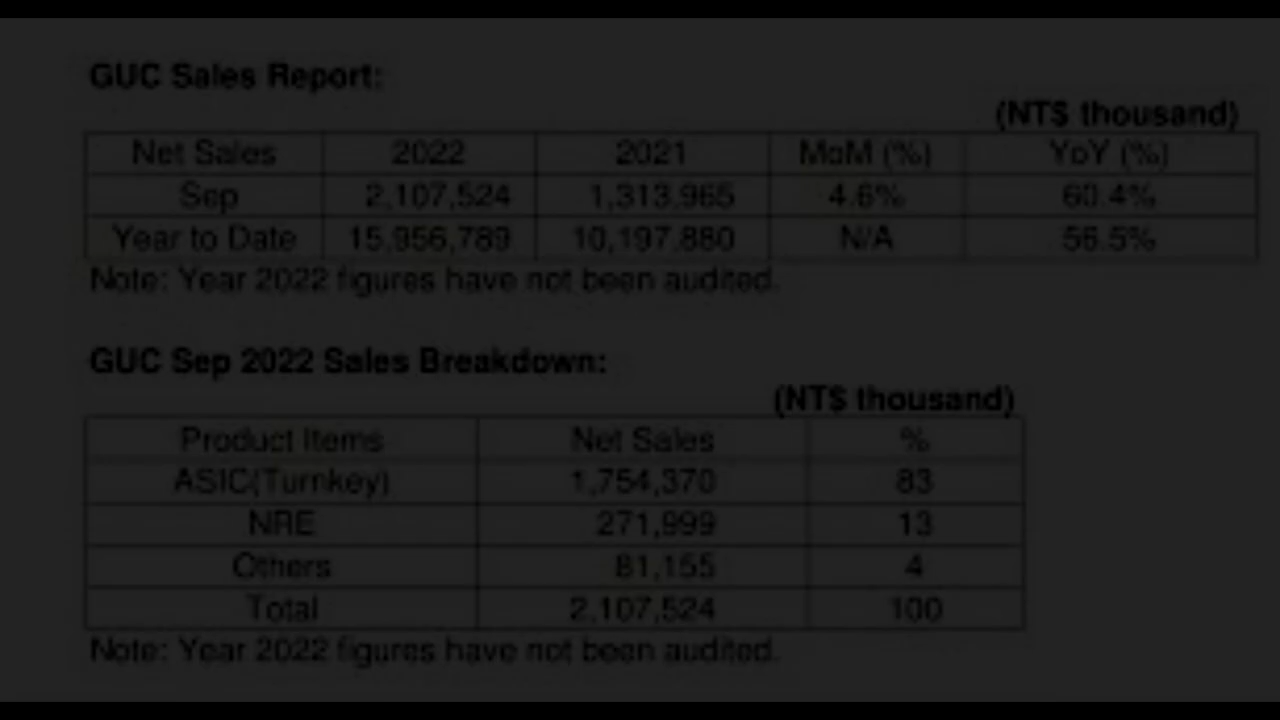 GUC Sales Report:
(NT$ thousand)
Net Sales 2022 2021 MoM (%) YoY (%)
Sep 2,107,524 1,313,965 4.6% 60.4%
Year to Date 15,956,789 10,197,880 N/A 56.5%
Note: Year 2022 figures have not been audited.
GUC Sep 2022 Sales Breakdown:
(NT$ thousand)
Product Items Net Sales %
ASIC(Turnkey) 1,754,370 83
NRE 271,999 13
Others 81,155 4
Total 2,107,524 100
Note: Year 2022 figures have not been audited.